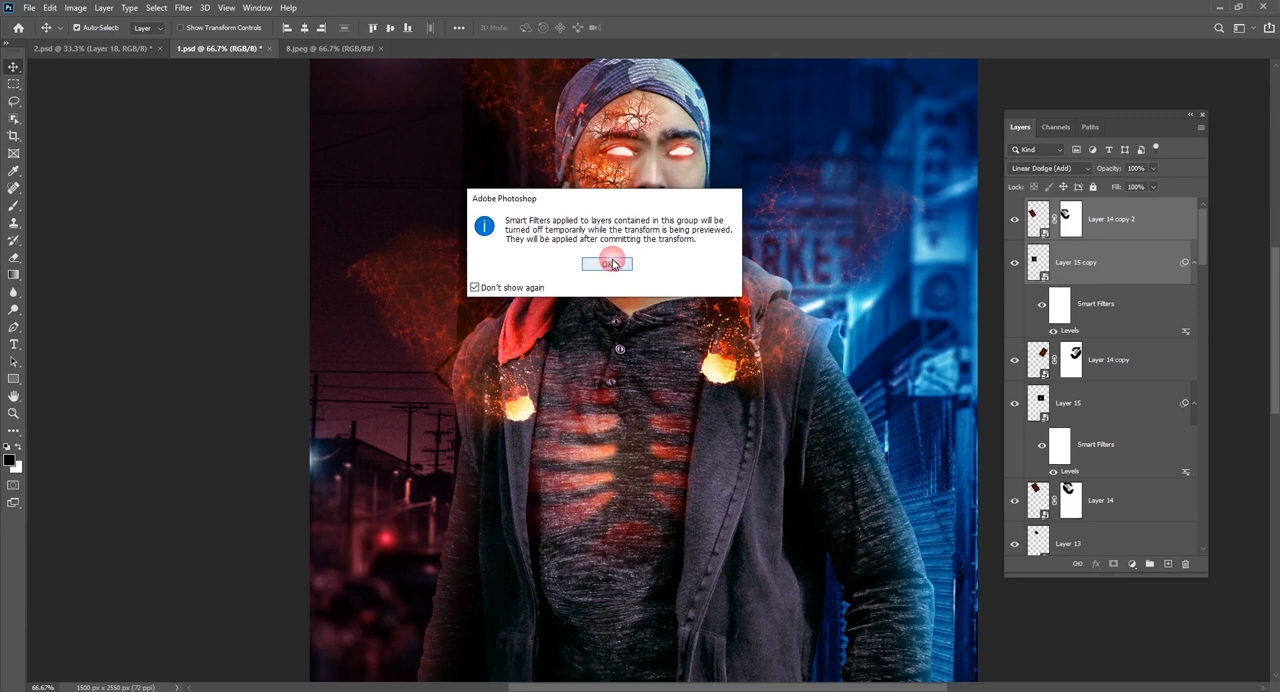 Ps File Edit Image Layer Type Select Filter 3D View Window Help
Auto-Select: Layer Show Transform Controls 3D Mode:
2.psd @ 33.3% (Layer 18, RGB/8) * × 1.psd @ 66.7% (RGB/8) * × 8.jpeg @ 66.7% (RGB/8#) ×
Adobe Photoshop
Smart Filters applied to layers contained in this group will be
turned off temporarily while the transform is being previewed.
They will be applied after committing the transform.
OK
Don't show again
Layers Channels Paths
Kind
Linear Dodge (Add) Opacity: 100%
Lock: Fill: 100%
Layer 14 copy 2
Layer 15 copy
Smart Filters
Levels
Layer 14 copy
Layer 15
Smart Filters
Levels
Layer 14
Layer 13
fx
66.67% 1500 px x 2550 px (72 ppi)